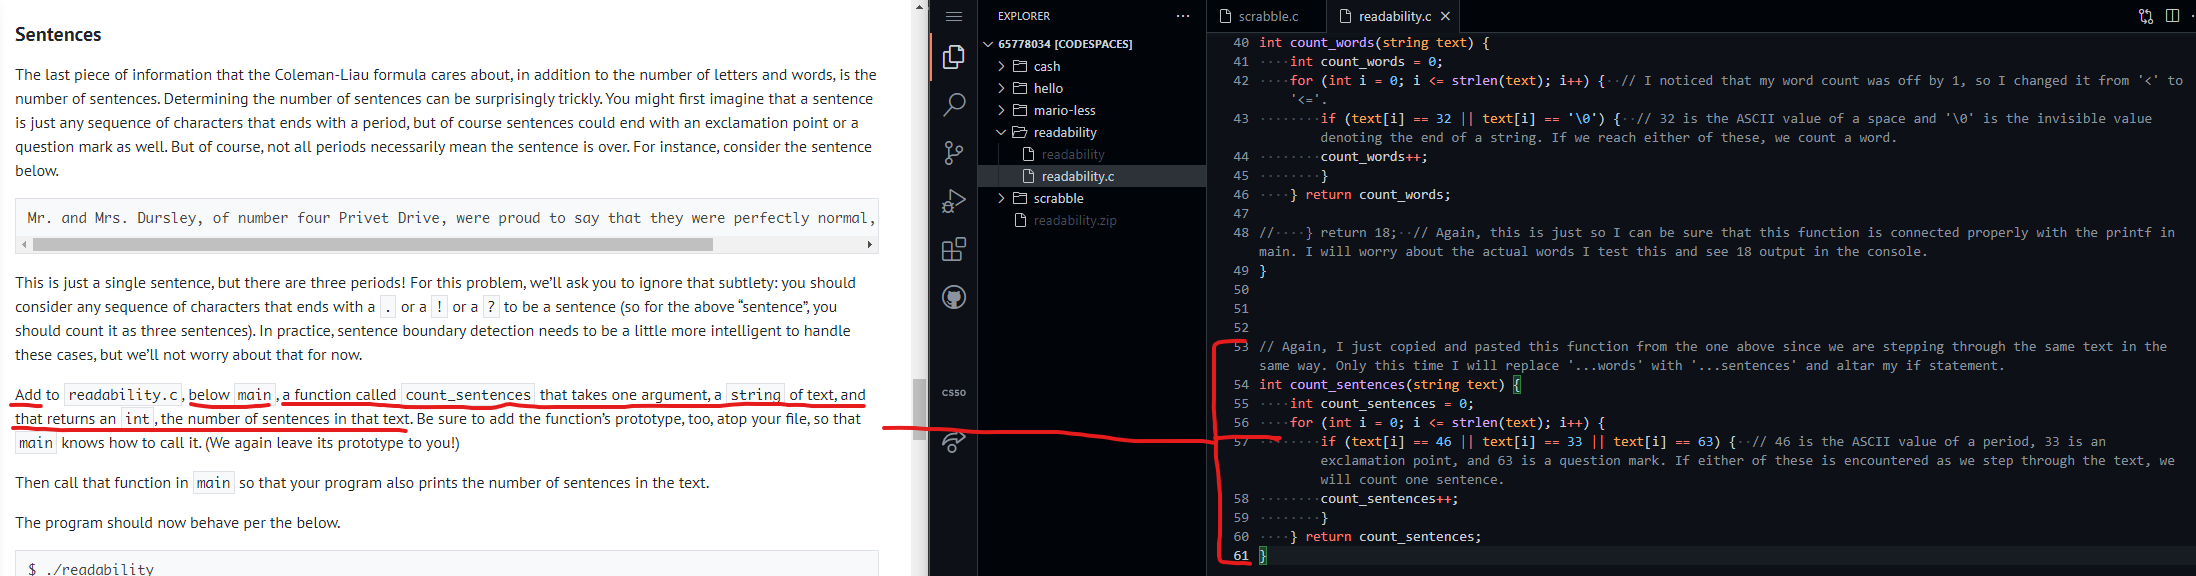 Sentences
The last piece of information that the Coleman-Liau formula cares about, in addition to the number of letters and words, is the
number of sentences. Determining the number of sentences can be surprisingly trickly. You might first imagine that a sentence
is just any sequence of characters that ends with a period, but of course sentences could end with an exclamation point or a
question mark as well. But of course, not all periods necessarily mean the sentence is over. For instance, consider the sentence
below.
Mr. and Mrs. Dursley, of number four Privet Drive, were proud to say that they were perfectly normal,
This is just a single sentence, but there are three periods! For this problem, we'll ask you to ignore that subtlety: you should
consider any sequence of characters that ends with a . or a ! or a ? to be a sentence (so for the above “sentence”, you
should count it as three sentences). In practice, sentence boundary detection needs to be a little more intelligent to handle
these cases, but we'll not worry about that for now.
Add to readability.c, below main, a function called count_sentences that takes one argument, a string of text, and
that returns an int, the number of sentences in that text. Be sure to add the function's prototype, too, atop your file, so that
main knows how to call it. (We again leave its prototype to you!)
Then call that function in main so that your program also prints the number of sentences in the text.
The program should now behave per the below.
$ ./readability
CS50
EXPLORER ···
65778034 [CODESPACES]
cash
hello
mario-less
readability
readability
readability.c
scrabble
readability.zip
scrabble.c
readability.c
40 int count_words(string text) {
41 ····int count_words = 0;
42 ····for (int i = 0; i <= strlen(text); i++) {··// I noticed that my word count was off by 1, so I changed it from '<' to
'<='.
43 ········if (text[i] == 32 || text[i] == '\0') {··// 32 is the ASCII value of a space and '\0' is the invisible value
denoting the end of a string. If we reach either of these, we count a word.
44 ········count_words++;
45 ········}
46 ····} return count_words;
47
48 //····} return 18;··// Again, this is just so I can be sure that this function is connected properly with the printf in
main. I will worry about the actual words I test this and see 18 output in the console.
49 }
50
51
52
53 // Again, I just copied and pasted this function from the one above since we are stepping through the same text in the
same way. Only this time I will replace '...words' with '...sentences' and altar my if statement.
54 int count_sentences(string text) {
55 ····int count_sentences = 0;
56 ····for (int i = 0; i <= strlen(text); i++) {
57 ········if (text[i] == 46 || text[i] == 33 || text[i] == 63) {··// 46 is the ASCII value of a period, 33 is an
exclamation point, and 63 is a question mark. If either of these is encountered as we step through the text, we
will count one sentence.
58 ········count_sentences++;
59 ········}
60 ····} return count_sentences;
61 }